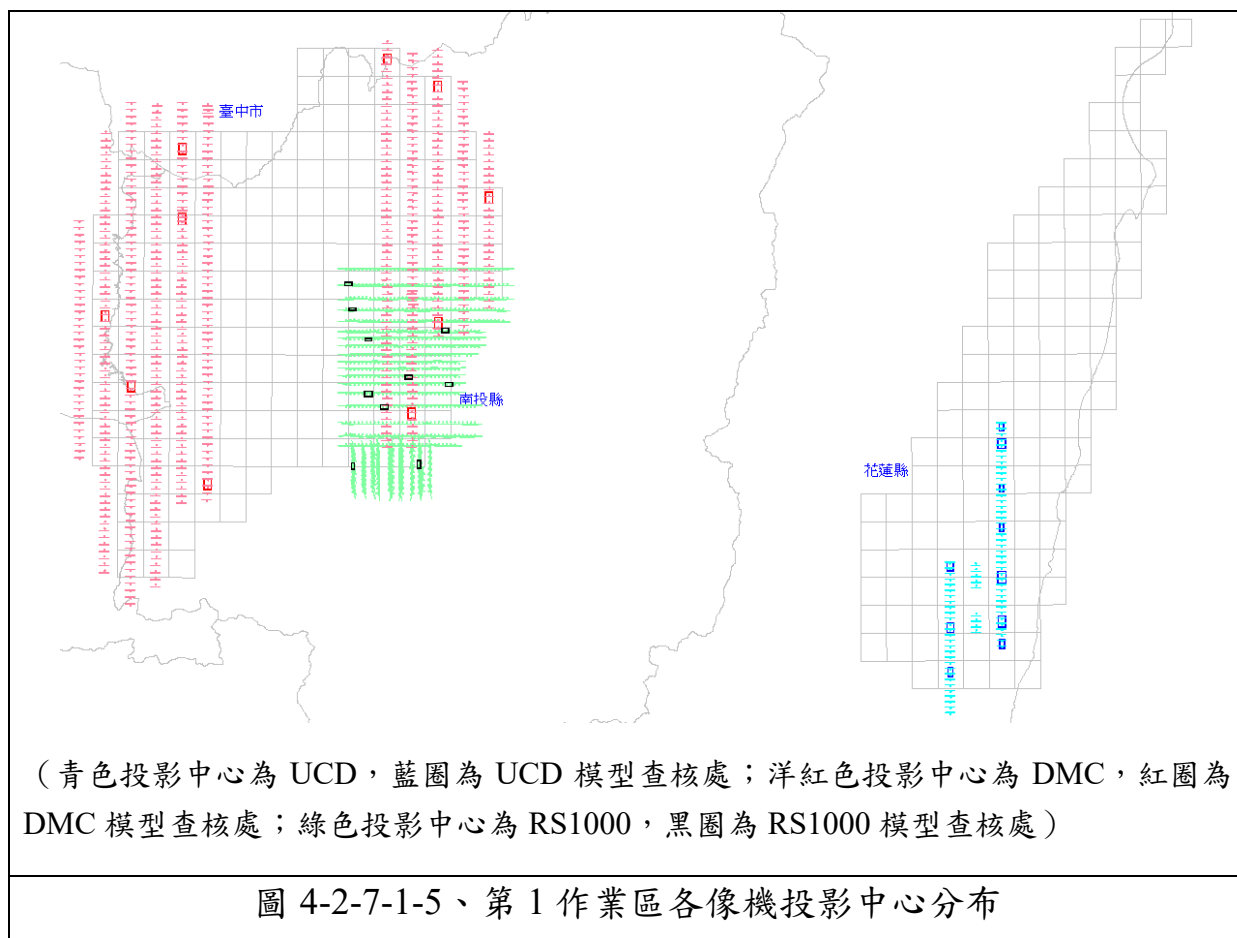 臺中市
南投縣
花蓮縣
（青色投影中心為 UCD，藍圈為 UCD 模型查核處；洋紅色投影中心為 DMC，紅圈為
DMC 模型查核處；綠色投影中心為 RS1000，黑圈為 RS1000 模型查核處）
圖 4-2-7-1-5、第 1 作業區各像機投影中心分布